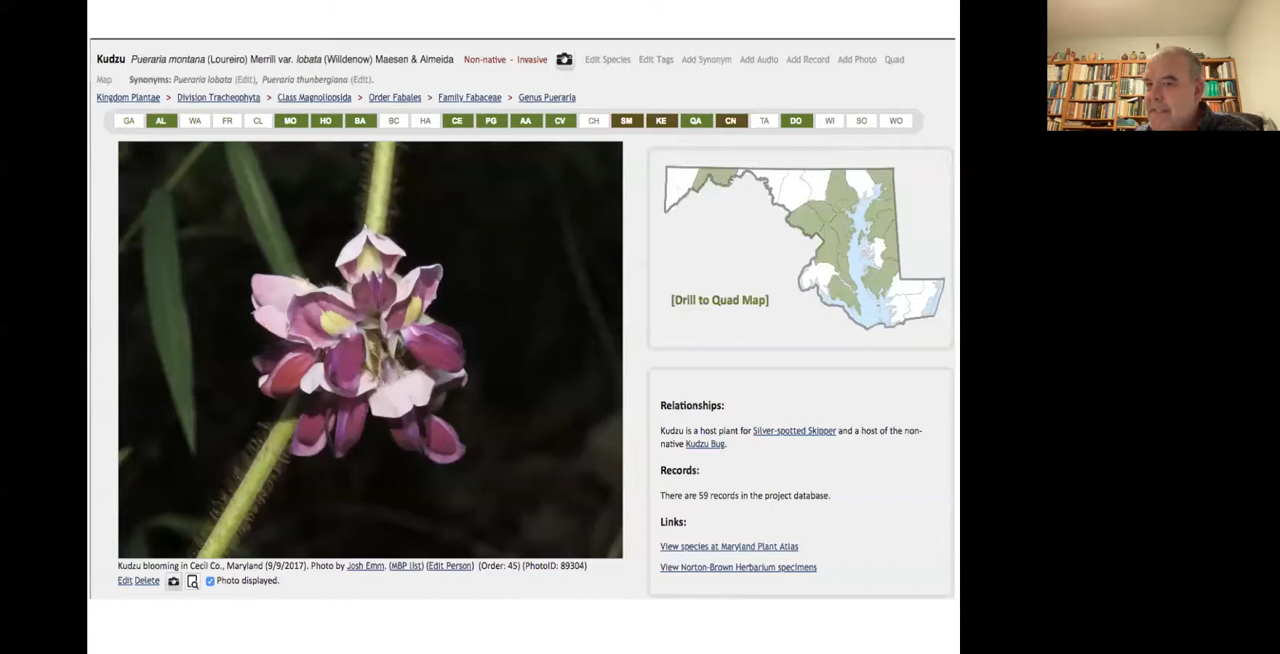 Kudzu Pueraria montana (Loureiro) Merrill var. lobata (Willdenow) Maesen & Almeida Non-native - Invasive Edit Species Edit Tags Add Synonym Add Audio Add Record Add Photo Quad
Map Synonyms: Pueraria lobata (Edit), Pueraria thunbergiana (Edit).
Kingdom Plantae > Division Tracheophyta > Class Magnoliopsida > Order Fabales > Family Fabaceae > Genus Pueraria
GA AL WA FR CL MO HO BA BC HA CE PG AA CV CH SM KE QA CN TA DO WI SO WO
[Drill to Quad Map]
Relationships:
Kudzu is a host plant for Silver-spotted Skipper and a host of the non-
native Kudzu Bug.
Records:
There are 59 records in the project database.
Links:
View species at Maryland Plant Atlas
View Norton-Brown Herbarium specimens
Kudzu blooming in Cecil Co., Maryland (9/9/2017). Photo by Josh Emm. (MBP list) (Edit Person) (Order: 45) (PhotoID: 89304)
Edit Delete Photo displayed.